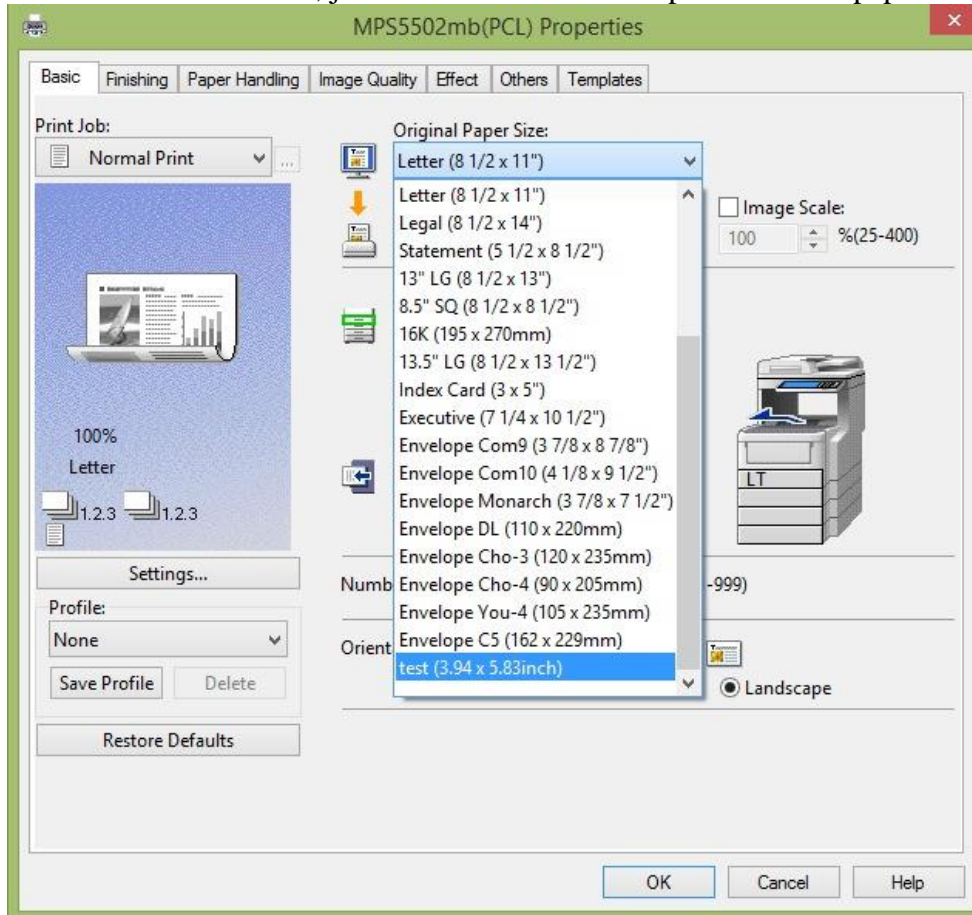 MPS5502mb(PCL) Properties
Basic Finishing Paper Handling Image Quality Effect Others Templates
Print Job:
Normal Print
...
Original Paper Size:
Letter (8 1/2 x 11")
Letter (8 1/2 x 11")
Legal (8 1/2 x 14")
Statement (5 1/2 x 8 1/2")
13" LG (8 1/2 x 13")
8.5" SQ (8 1/2 x 8 1/2")
16K (195 x 270mm)
13.5" LG (8 1/2 x 13 1/2")
Index Card (3 x 5")
Executive (7 1/4 x 10 1/2")
Envelope Com9 (3 7/8 x 8 7/8")
Envelope Com10 (4 1/8 x 9 1/2")
Envelope Monarch (3 7/8 x 7 1/2")
Envelope DL (110 x 220mm)
Envelope Cho-3 (120 x 235mm)
Envelope Cho-4 (90 x 205mm)
Envelope You-4 (105 x 235mm)
Envelope C5 (162 x 229mm)
test (3.94 x 5.83inch)
Image Scale:
100 %(25-400)
LT
100%
Letter
1.2.3 1.2.3
Settings...
Numb -999)
Profile:
None
Orient
Landscape
Save Profile Delete
Restore Defaults
OK Cancel Help